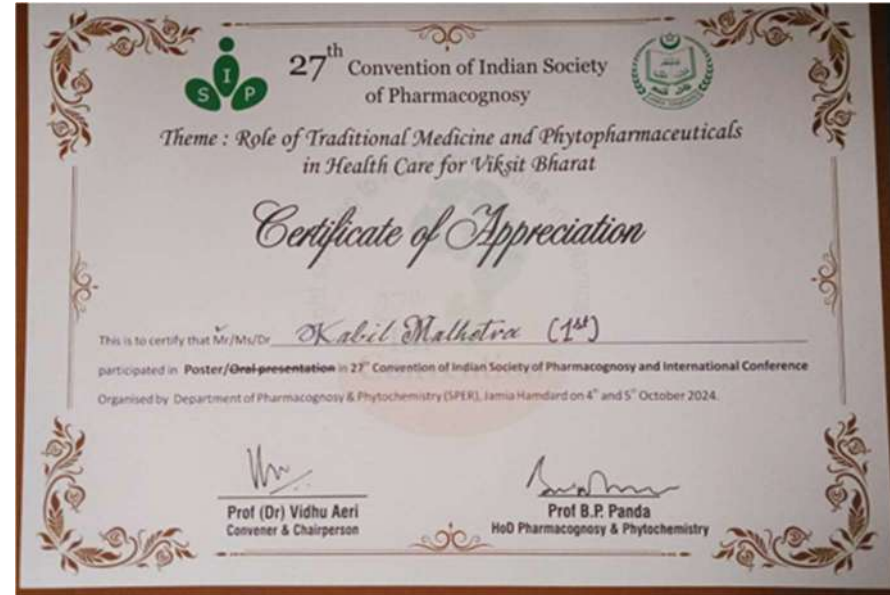 S I P
27th Convention of Indian Society
of Pharmacognosy
Theme : Role of Traditional Medicine and Phytopharmaceuticals
in Health Care for Viksit Bharat
Certificate of Appreciation
This is to certify that Mr/Ms/Dr Kabil Malhotra (1st)
participated in Poster/Oral presentation in 27th Convention of Indian Society of Pharmacognosy and International Conference
Organised by Department of Pharmacognosy & Phytochemistry (SPER), Jamia Hamdard on 4th and 5th October 2024.
Prof (Dr) Vidhu Aeri
Convener & Chairperson
Prof B.P. Panda
HoD Pharmacognosy & Phytochemistry